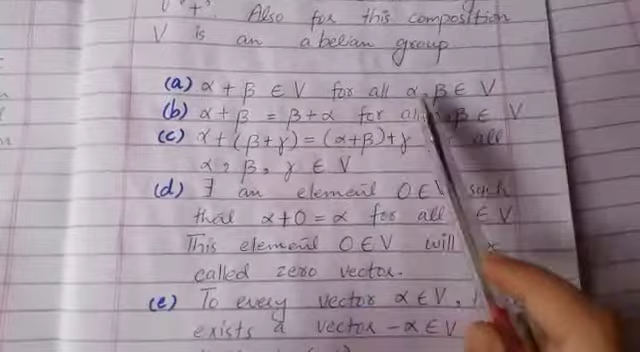 "+". Also for this composition
V is an abelian group
(a) α + β ∈ V for all α, β ∈ V
(b) α + β = β + α for all β ∈ V
(c) α + (β + γ) = (α + β) + γ all
α, β, γ ∈ V
(d) ∃ an element 0 ∈ such
that α + 0 = α for all ∈ V
This element 0 ∈ V will
called zero vector.
(e) To every vector α ∈ V,
exists a vector -α ∈ V